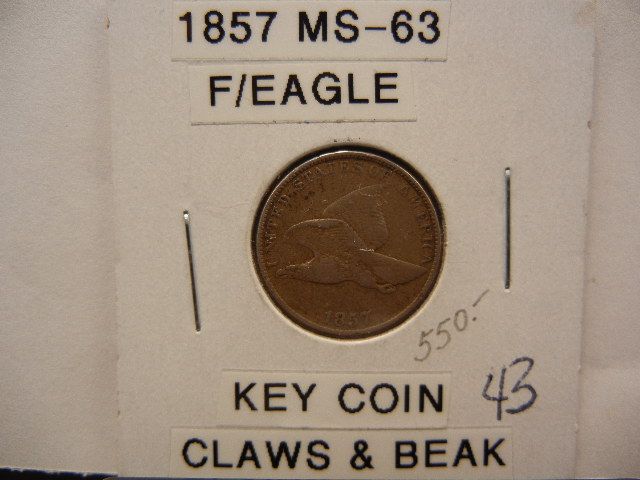 1857 MS-63
F/EAGLE
UNITED STATES OF AMERICA
1857
550.-
KEY COIN
43
CLAWS & BEAK